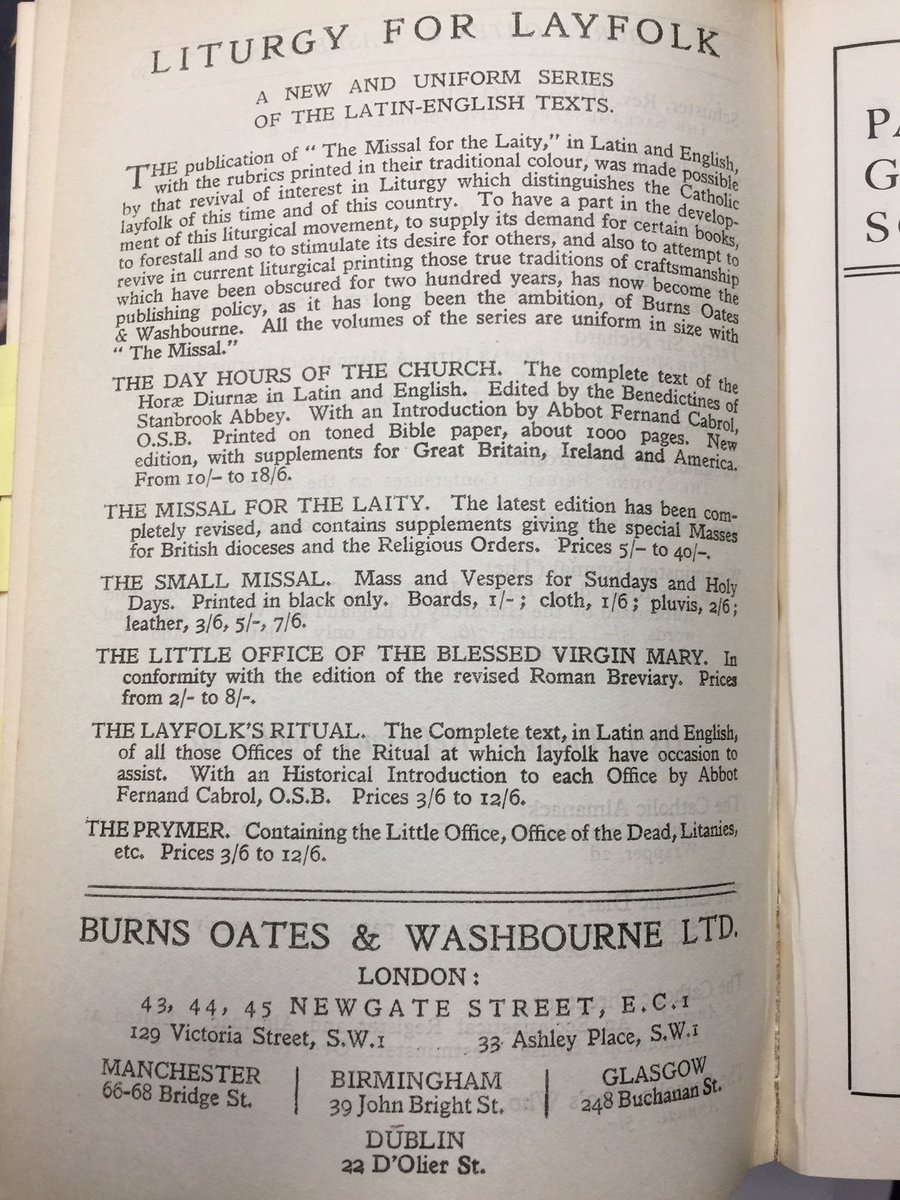 LITURGY FOR LAYFOLK
A NEW AND UNIFORM SERIES
OF THE LATIN-ENGLISH TEXTS.
THE publication of “ The Missal for the Laity,” in Latin and English,
with the rubrics printed in their traditional colour, was made possible
by that revival of interest in Liturgy which distinguishes the Catholic
layfolk of this time and of this country. To have a part in the develop-
ment of this liturgical movement, to supply its demand for certain books,
to forestall and so to stimulate its desire for others, and also to attempt to
revive in current liturgical printing those true traditions of craftsmanship
which have been obscured for two hundred years, has now become the
publishing policy, as it has long been the ambition, of Burns Oates
& Washbourne. All the volumes of the series are uniform in size with
“ The Missal.”
THE DAY HOURS OF THE CHURCH. The complete text of the
Horæ Diurnæ in Latin and English. Edited by the Benedictines of
Stanbrook Abbey. With an Introduction by Abbot Fernand Cabrol,
O.S.B. Printed on toned Bible paper, about 1000 pages. New
edition, with supplements for Great Britain, Ireland and America.
From 10/– to 18/6.
THE MISSAL FOR THE LAITY. The latest edition has been com-
pletely revised, and contains supplements giving the special Masses
for British dioceses and the Religious Orders. Prices 5/– to 40/–.
THE SMALL MISSAL. Mass and Vespers for Sundays and Holy
Days. Printed in black only. Boards, 1/- ; cloth, 1/6 ; pluvis, 2/6 ;
leather, 3/6, 5/-, 7/6.
THE LITTLE OFFICE OF THE BLESSED VIRGIN MARY. In
conformity with the edition of the revised Roman Breviary. Prices
from 2/- to 8/-.
THE LAYFOLK'S RITUAL. The Complete text, in Latin and English,
of all those Offices of the Ritual at which layfolk have occasion to
assist. With an Historical Introduction to each Office by Abbot
Fernand Cabrol, O.S.B. Prices 3/6 to 12/6.
THE PRYMER. Containing the Little Office, Office of the Dead, Litanies,
etc. Prices 3/6 to 12/6.
BURNS OATES & WASHBOURNE LTD.
LONDON :
43, 44, 45 NEWGATE STREET, E.C.1
129 Victoria Street, S.W.1 33 Ashley Place, S.W.1
MANCHESTER BIRMINGHAM GLASGOW
66-68 Bridge St. 39 John Bright St. 248 Buchanan St.
DUBLIN
22 D'Olier St.